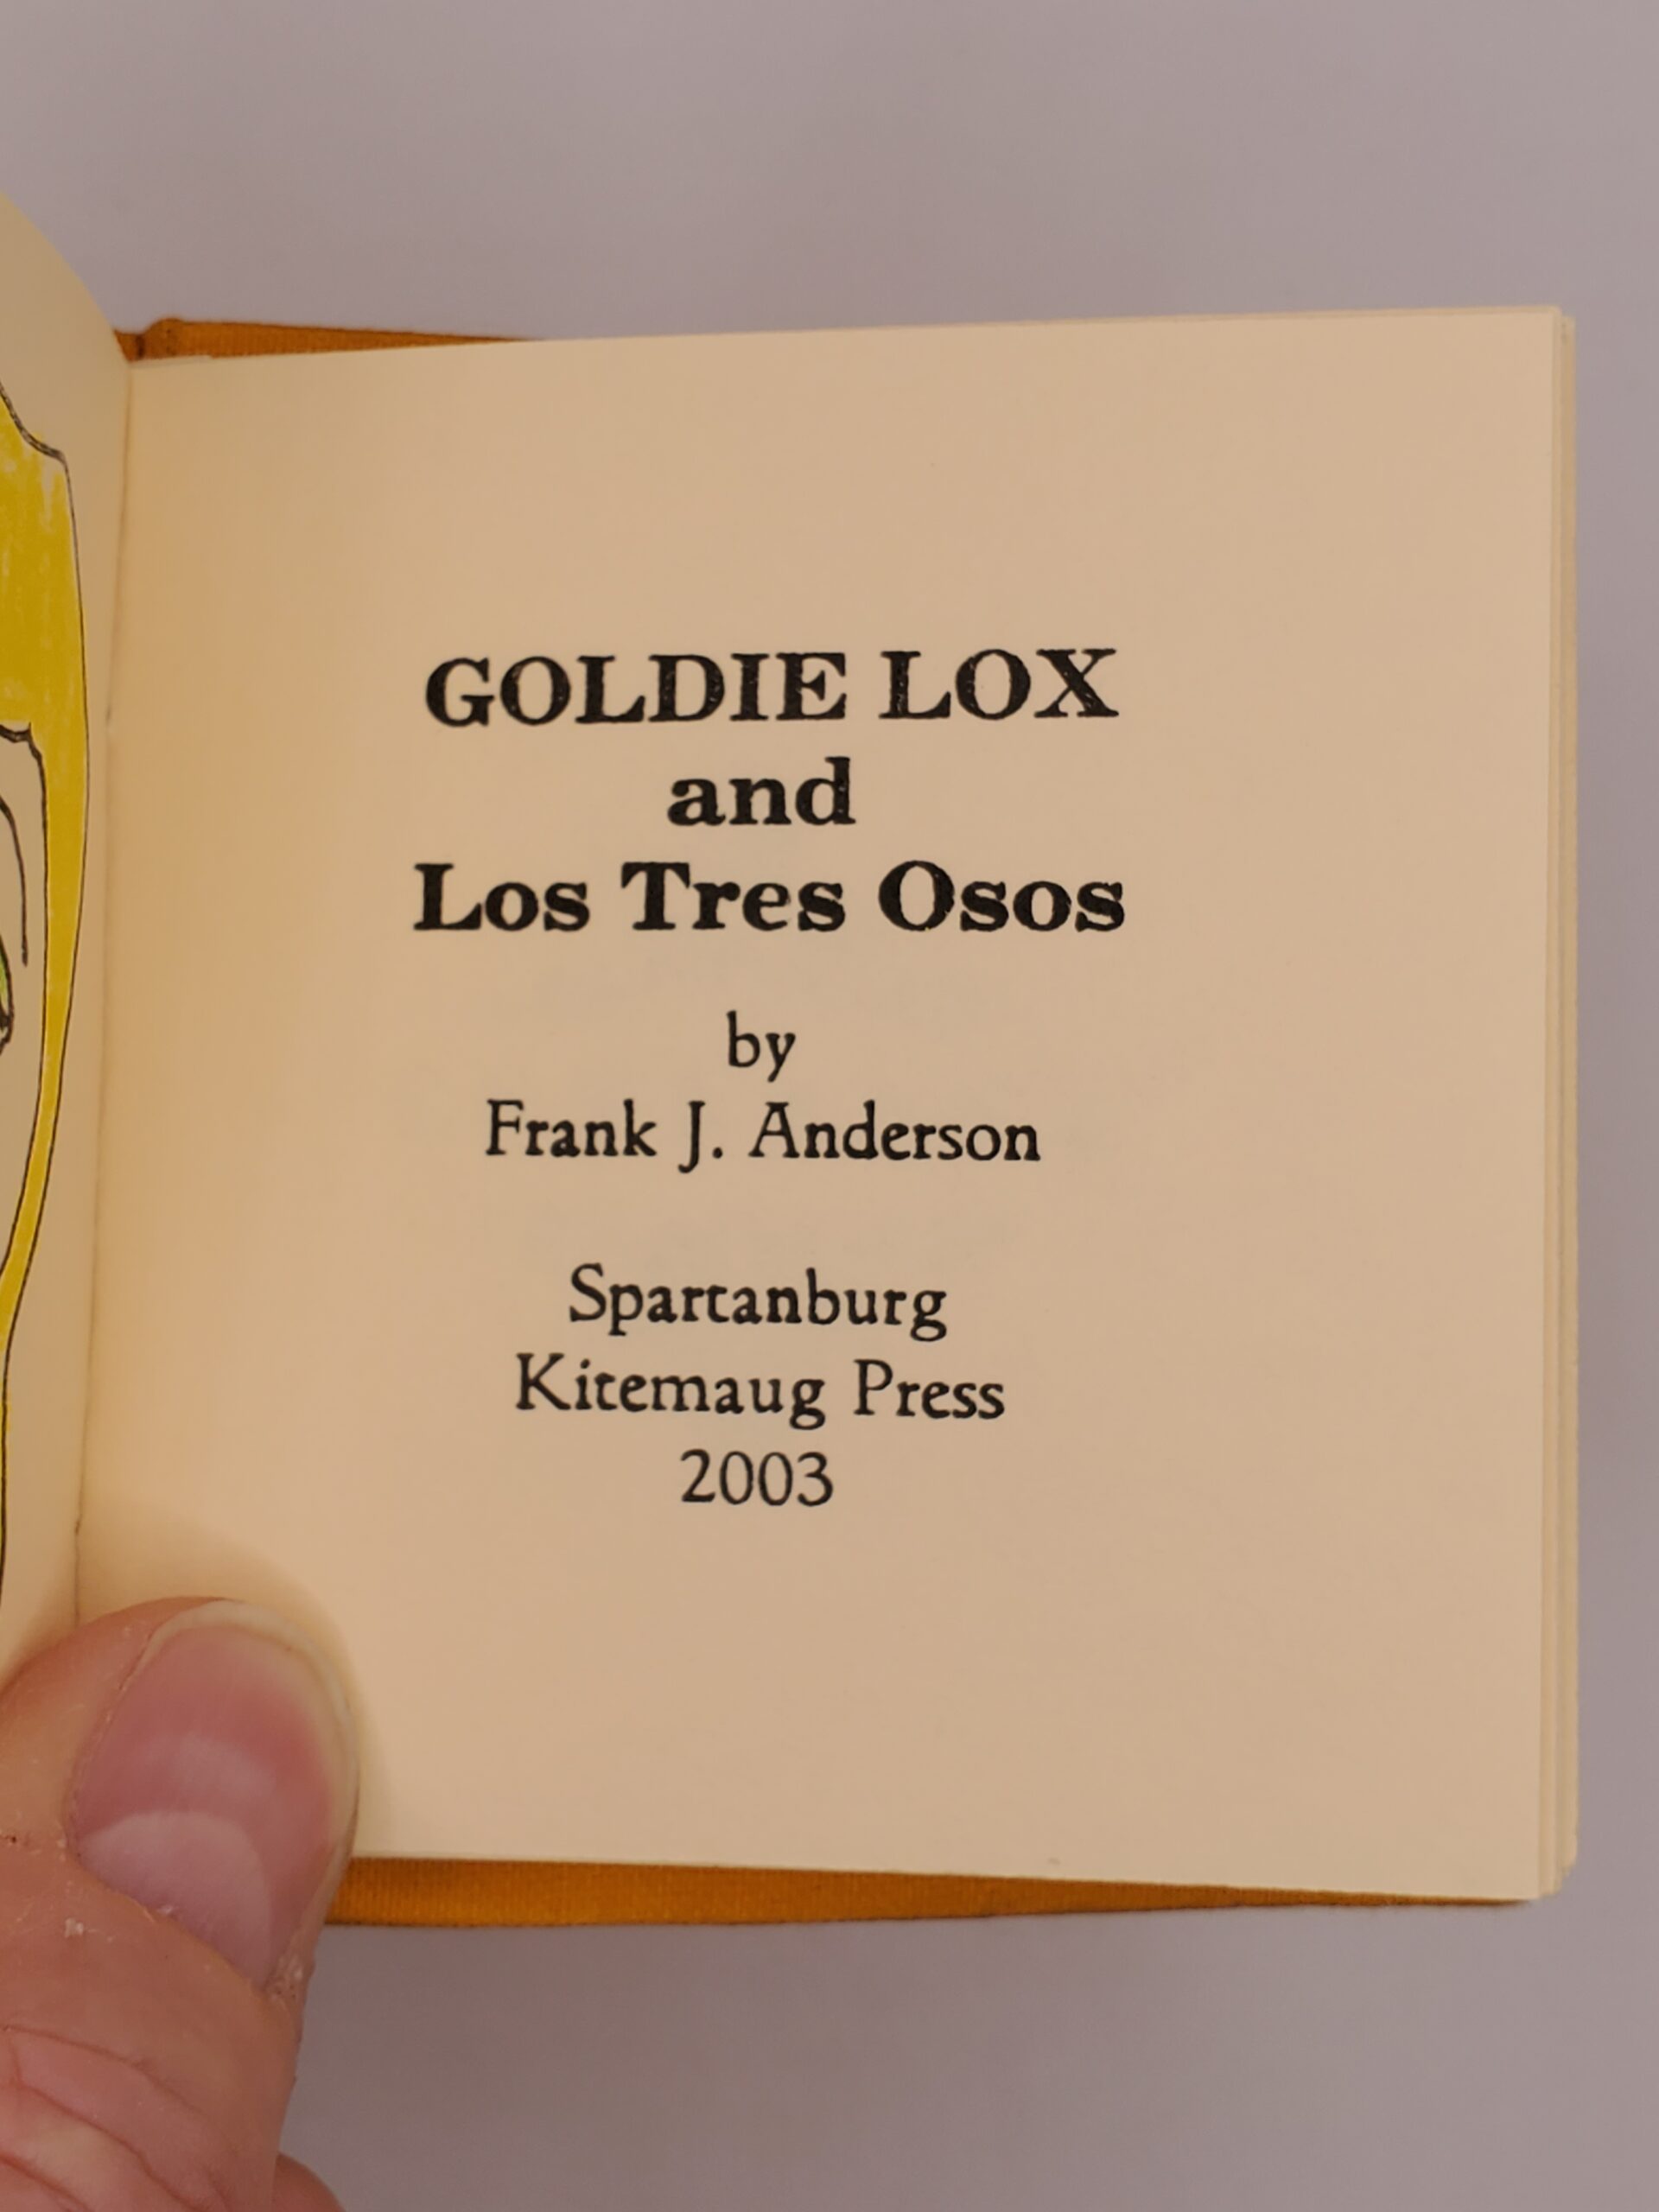 GOLDIE LOX
and
Los Tres Osos
by
Frank J. Anderson
Spartanburg
Kitemaug Press
2003